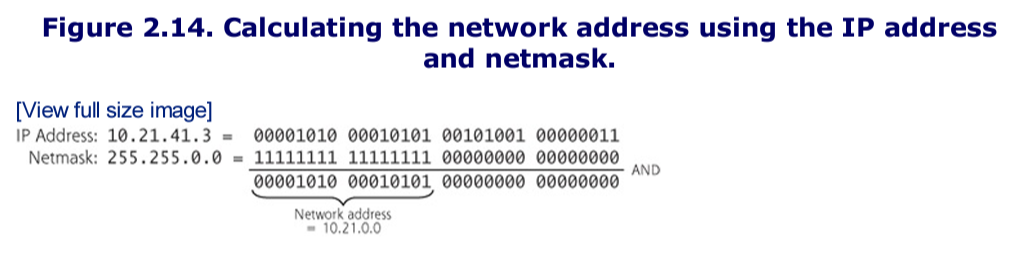 Figure 2.14. Calculating the network address using the IP address
and netmask.
[View full size image]
IP Address: 10.21.41.3 = 00001010 00010101 00101001 00000011
Netmask: 255.255.0.0 = 11111111 11111111 00000000 00000000
AND
00001010 00010101 00000000 00000000
Network address
= 10.21.0.0